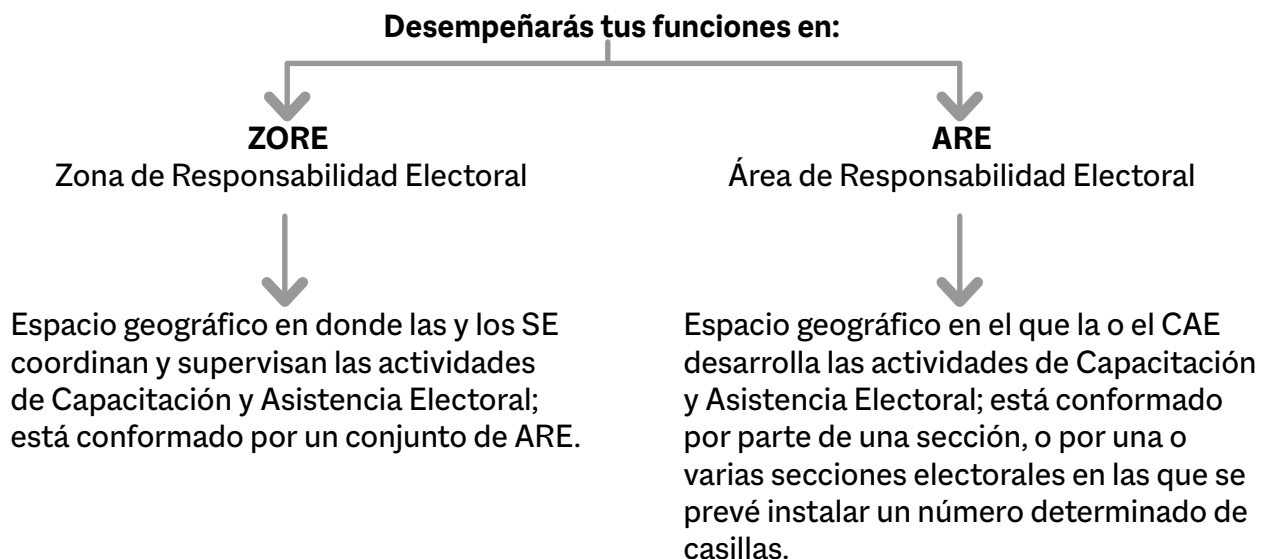 Desempeñarás tus funciones en:
ZORE
Zona de Responsabilidad Electoral
Espacio geográfico en donde las y los SE
coordinan y supervisan las actividades
de Capacitación y Asistencia Electoral;
está conformado por un conjunto de ARE.
ARE
Área de Responsabilidad Electoral
Espacio geográfico en el que la o el CAE
desarrolla las actividades de Capacitación
y Asistencia Electoral; está conformado
por parte de una sección, o por una o
varias secciones electorales en las que se
prevé instalar un número determinado de
casillas.